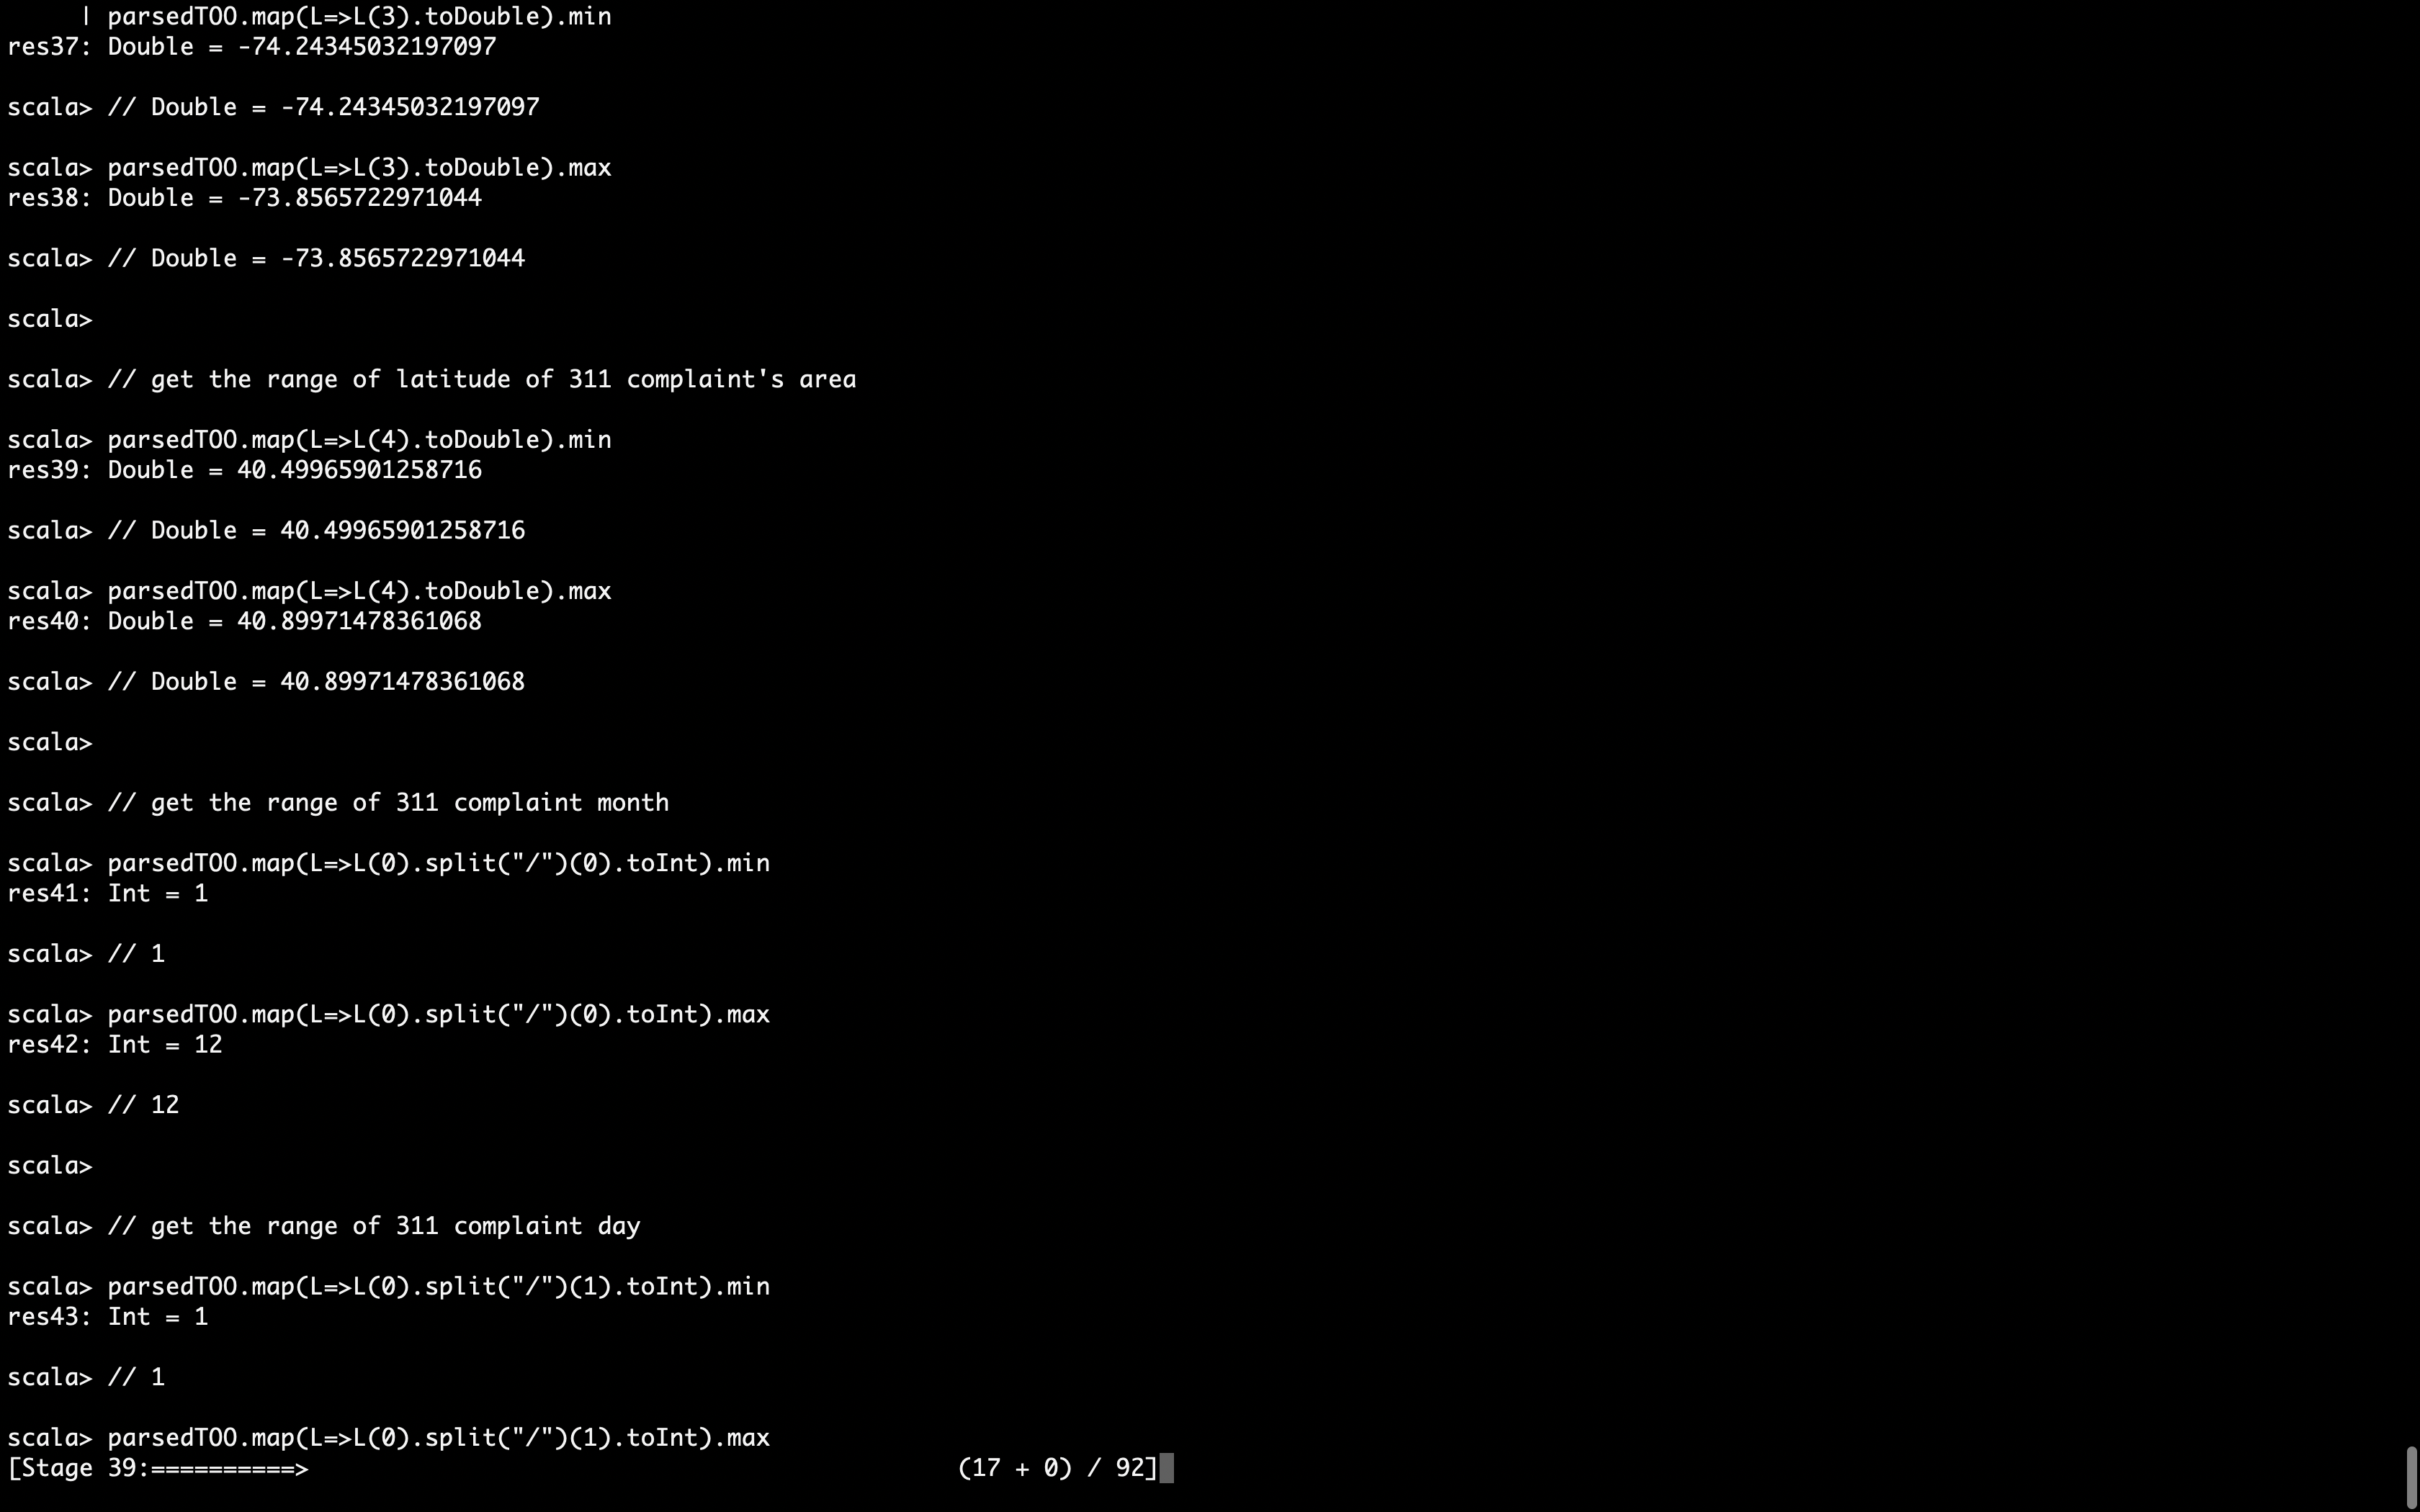 | parsedTOO.map(L=>L(3).toDouble).min
res37: Double = -74.24345032197097
scala> // Double = -74.24345032197097
scala> parsedTOO.map(L=>L(3).toDouble).max
res38: Double = -73.8565722971044
scala> // Double = -73.8565722971044
scala>
scala> // get the range of latitude of 311 complaint's area
scala> parsedTOO.map(L=>L(4).toDouble).min
res39: Double = 40.49965901258716
scala> // Double = 40.49965901258716
scala> parsedTOO.map(L=>L(4).toDouble).max
res40: Double = 40.89971478361068
scala> // Double = 40.89971478361068
scala>
scala> // get the range of 311 complaint month
scala> parsedTOO.map(L=>L(0).split("/")(0).toInt).min
res41: Int = 1
scala> // 1
scala> parsedTOO.map(L=>L(0).split("/")(0).toInt).max
res42: Int = 12
scala> // 12
scala>
scala> // get the range of 311 complaint day
scala> parsedTOO.map(L=>L(0).split("/")(1).toInt).min
res43: Int = 1
scala> // 1
scala> parsedTOO.map(L=>L(0).split("/")(1).toInt).max
[Stage 39:==========> (17 + 0) / 92]